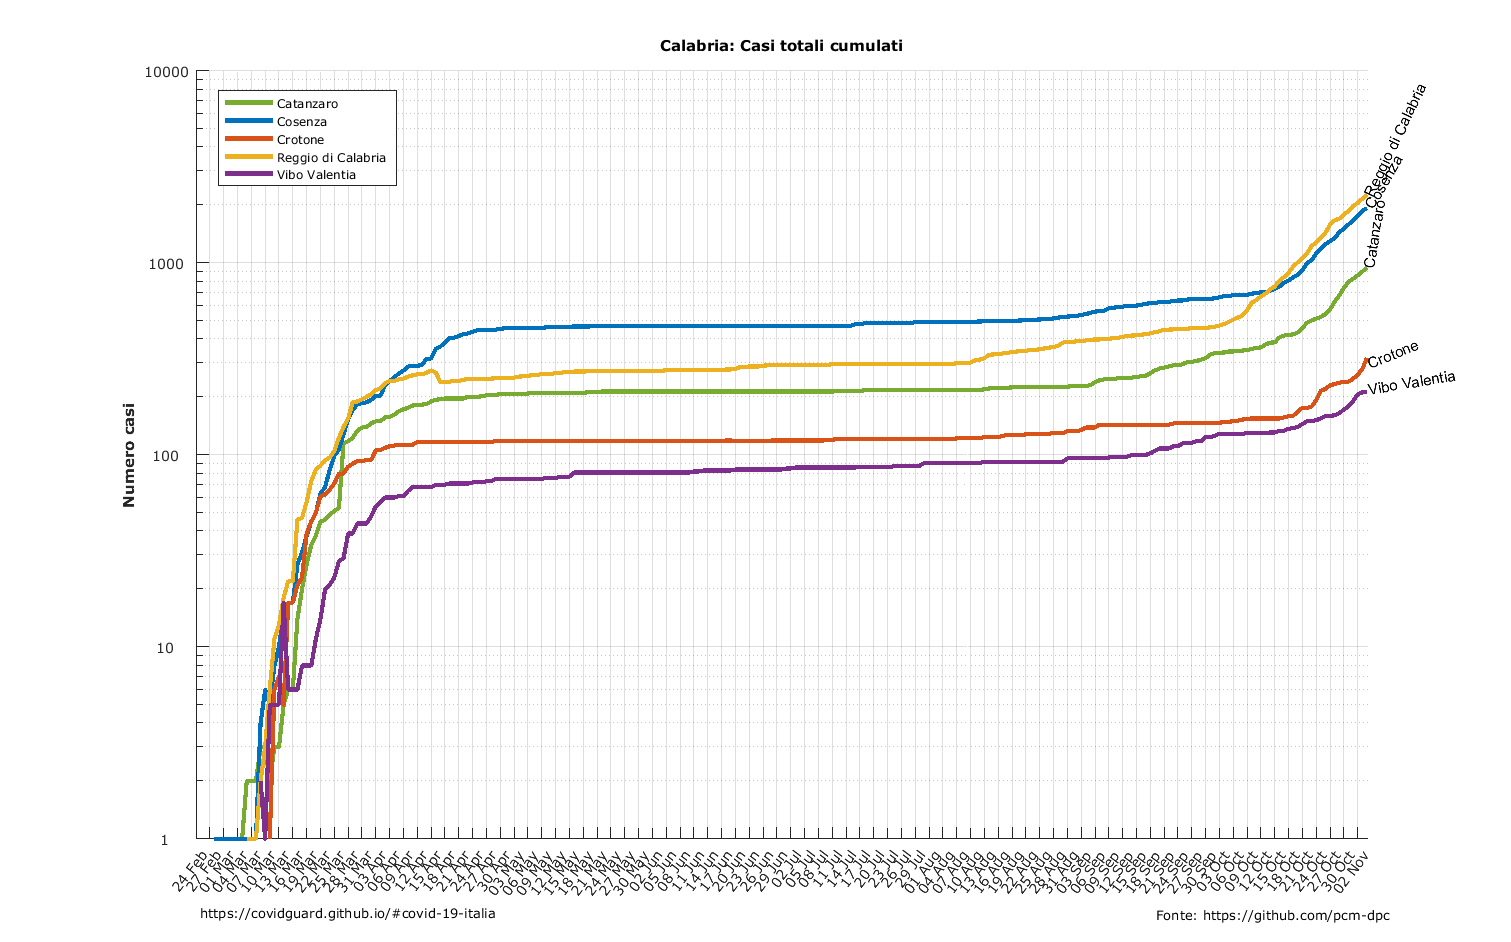 Calabria: Casi totali cumulati
10000
1000
100
10
1
Numero casi
Catanzaro
Cosenza
Crotone
Reggio di Calabria
Vibo Valentia
Reggio di Calabria
Cosenza
Catanzaro
Crotone
Vibo Valentia
24 Feb
27 Feb
01 Mar
04 Mar
07 Mar
10 Mar
13 Mar
16 Mar
19 Mar
22 Mar
25 Mar
28 Mar
31 Mar
03 Apr
06 Apr
09 Apr
12 Apr
15 Apr
18 Apr
21 Apr
24 Apr
27 Apr
30 Apr
03 May
06 May
09 May
12 May
15 May
18 May
21 May
24 May
27 May
30 May
02 Jun
05 Jun
08 Jun
11 Jun
14 Jun
17 Jun
20 Jun
23 Jun
26 Jun
29 Jun
02 Jul
05 Jul
08 Jul
11 Jul
14 Jul
17 Jul
20 Jul
23 Jul
26 Jul
29 Jul
01 Aug
04 Aug
07 Aug
10 Aug
13 Aug
16 Aug
19 Aug
22 Aug
25 Aug
28 Aug
31 Aug
03 Sep
06 Sep
09 Sep
12 Sep
15 Sep
18 Sep
21 Sep
24 Sep
27 Sep
30 Sep
03 Oct
06 Oct
09 Oct
12 Oct
15 Oct
18 Oct
21 Oct
24 Oct
27 Oct
30 Oct
02 Nov
https://covidguard.github.io/#covid-19-italia
Fonte: https://github.com/pcm-dpc